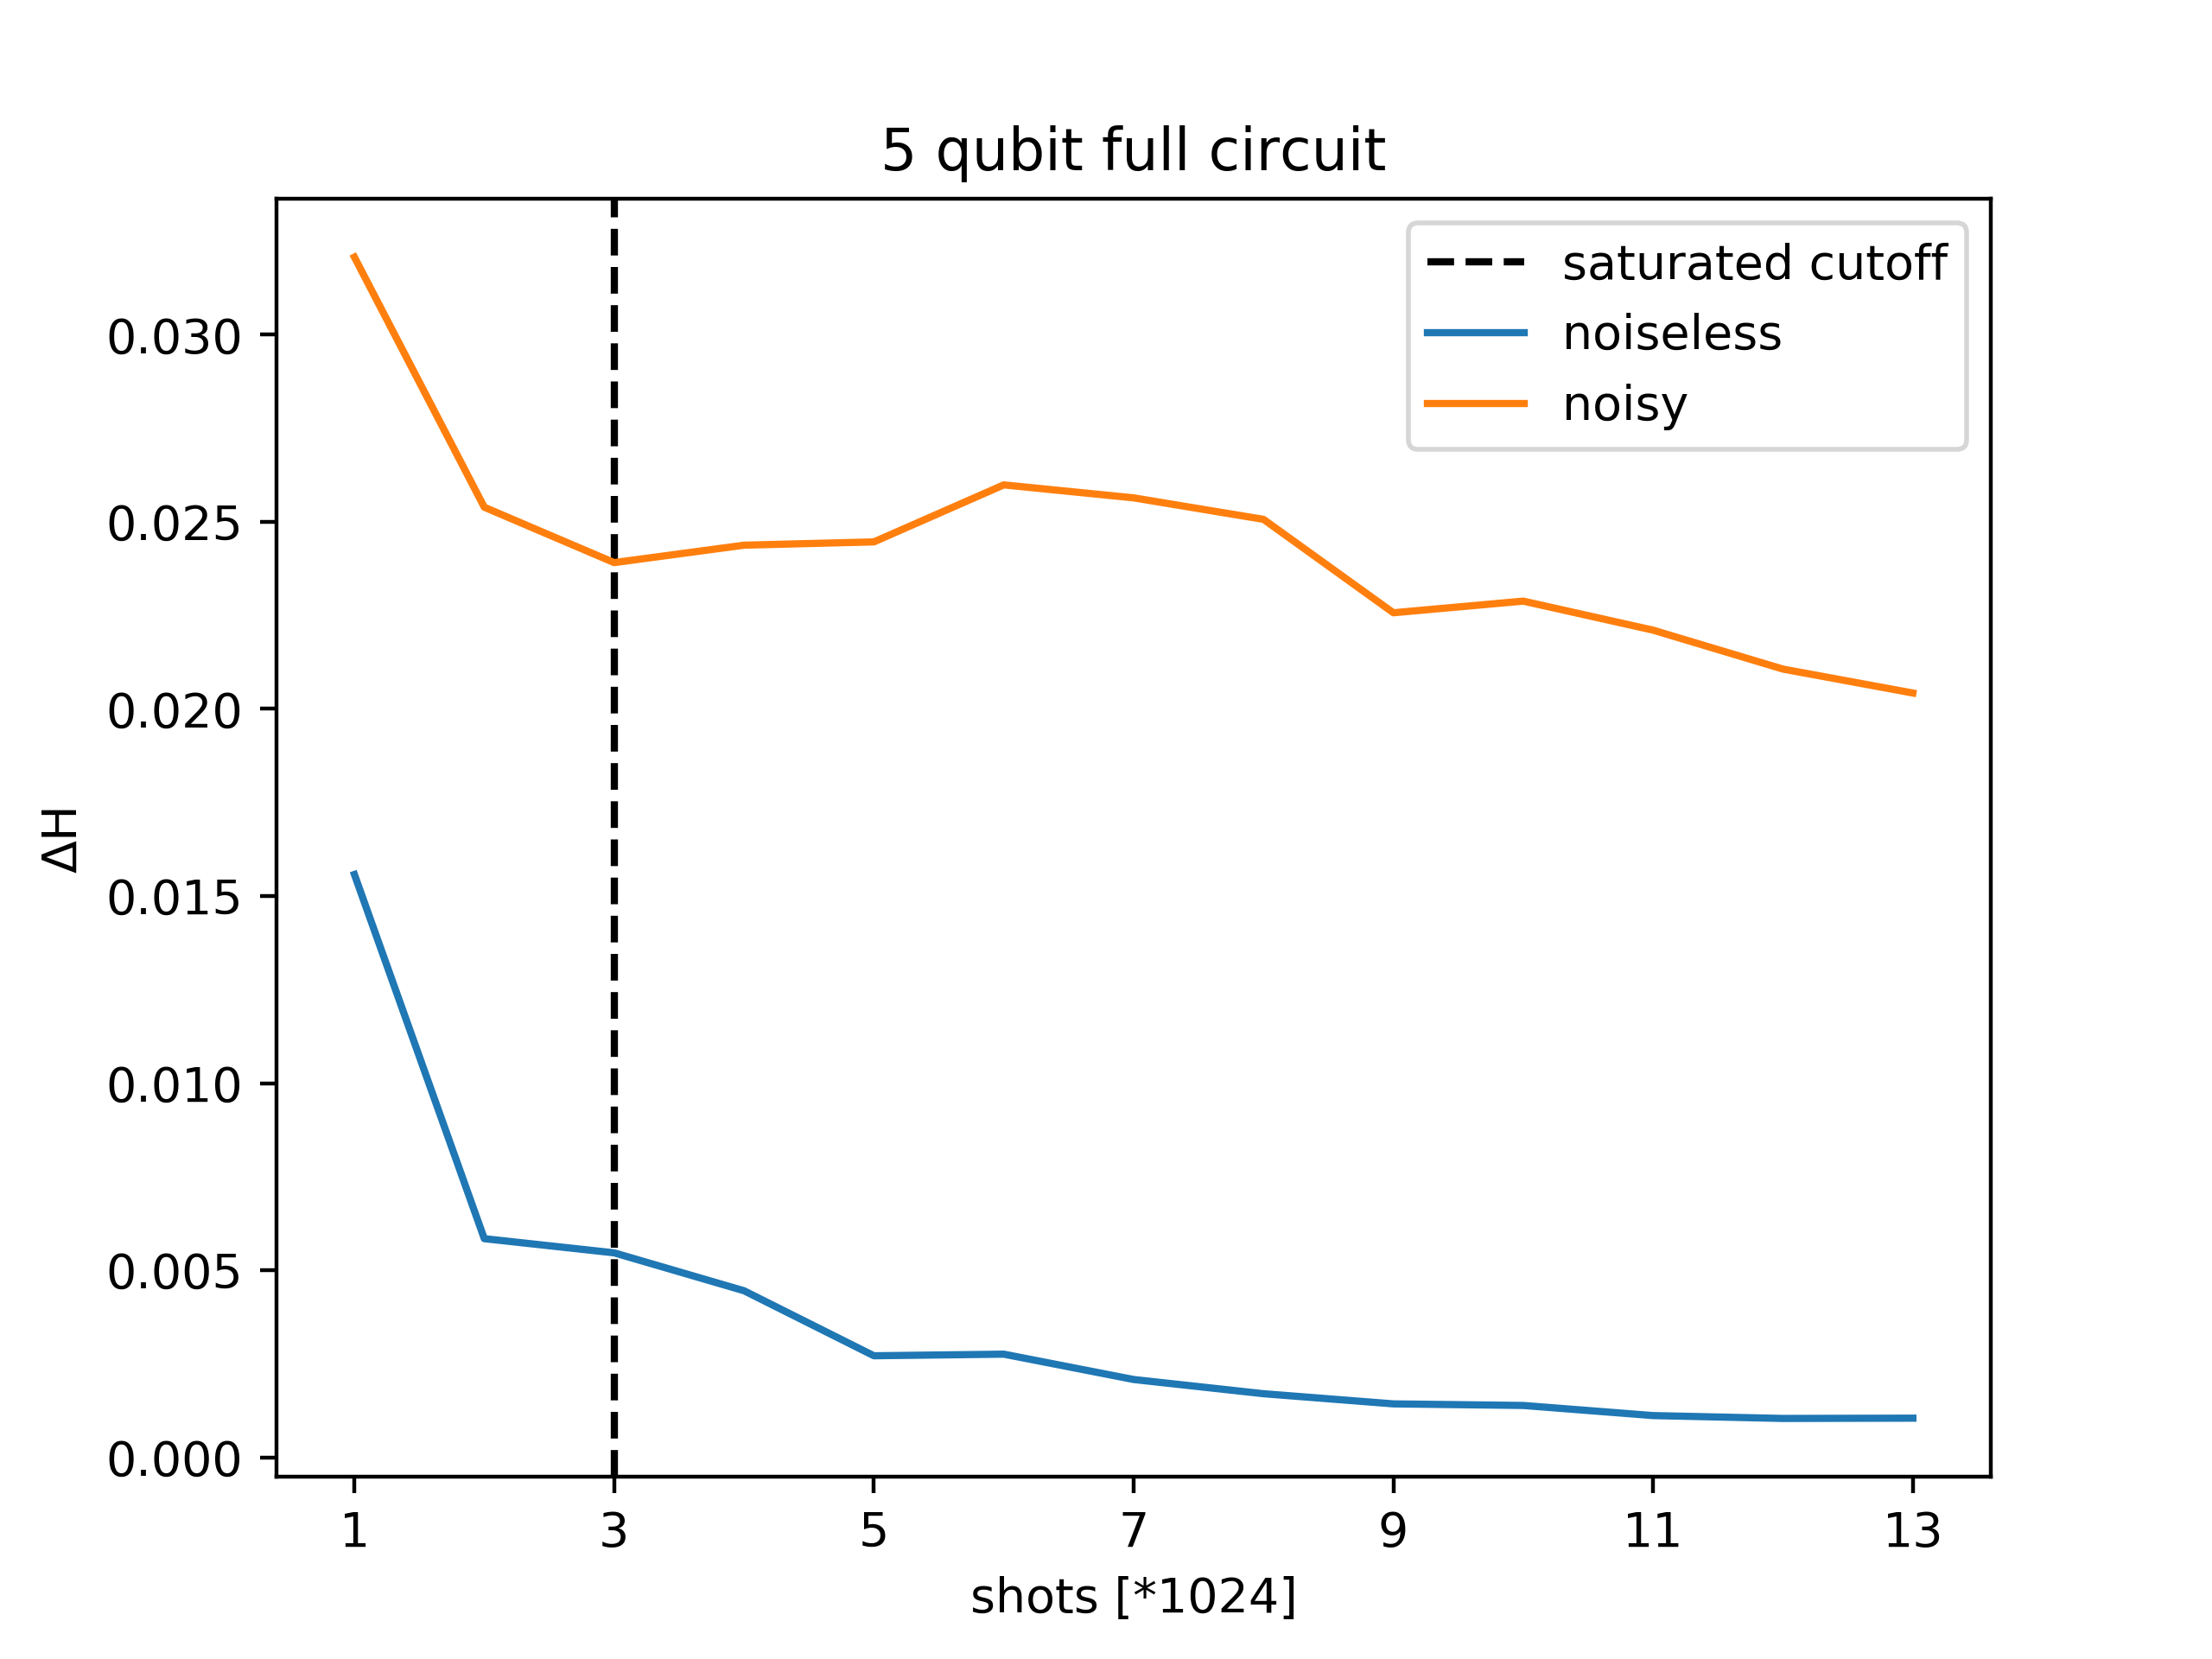 5 qubit full circuit
saturated cutoff
noiseless
noisy
0.030
0.025
0.020
0.015
0.010
0.005
0.000
ΔH
1 3 5 7 9 11 13
shots [*1024]